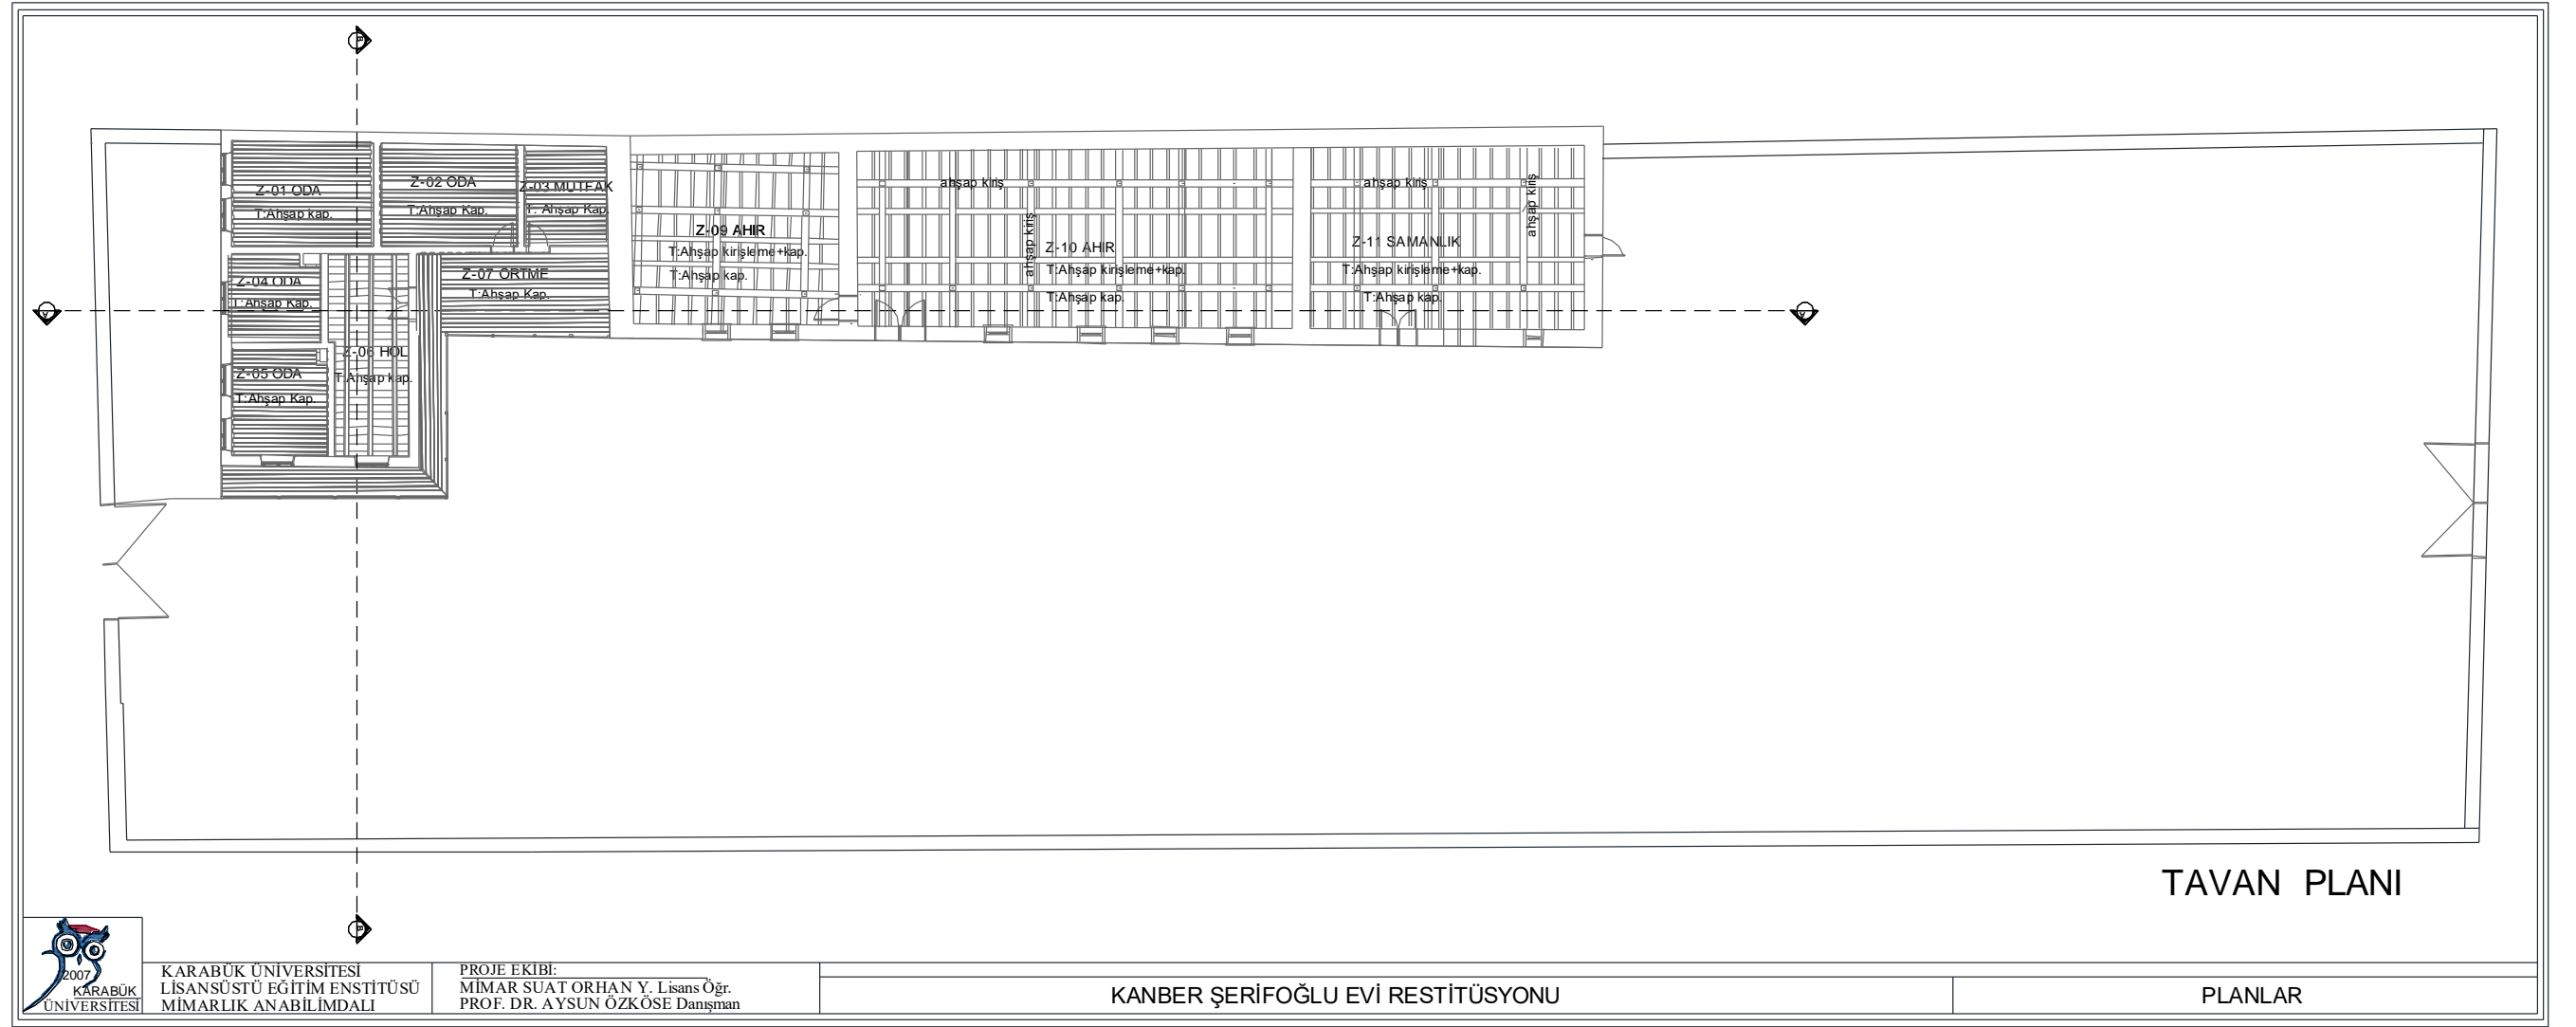 B
Z-01 ODA
T:Ahşap kap.
Z-02 ODA
T:Ahşap Kap.
Z-03 MUTFAK
T: Ahşap Kap.
Z-04 ODA
T:Ahşap Kap.
Z-05 ODA
T:Ahşap Kap.
Z-06 HOL
T:Ahşap kap.
Z-07 ÖRTME
T:Ahşap Kap.
Z-09 AHIR
T:Ahşap kirişleme+kap.
T:Ahşap kap.
ahşap kiriş
ahşap kiriş
Z-10 AHIR
T:Ahşap kirişleme+kap.
T:Ahşap kap.
ahşap kiriş
ahşap kiriş
Z-11 SAMANLIK
T:Ahşap kirişleme+kap.
T:Ahşap kap.
A
A
B
TAVAN PLANI
2007
KARABÜK
ÜNİVERSİTESİ
KARABÜK ÜNİVERSİTESİ
LİSANSÜSTÜ EĞİTİM ENSTİTÜSÜ
MİMARLIK ANABİLİMDALI
PROJE EKİBİ:
MİMAR SUAT ORHAN Y. Lisans Öğr.
PROF. DR. AYSUN ÖZKÖSE Danışman
KANBER ŞERİFOĞLU EVİ RESTİTÜSYONU
PLANLAR